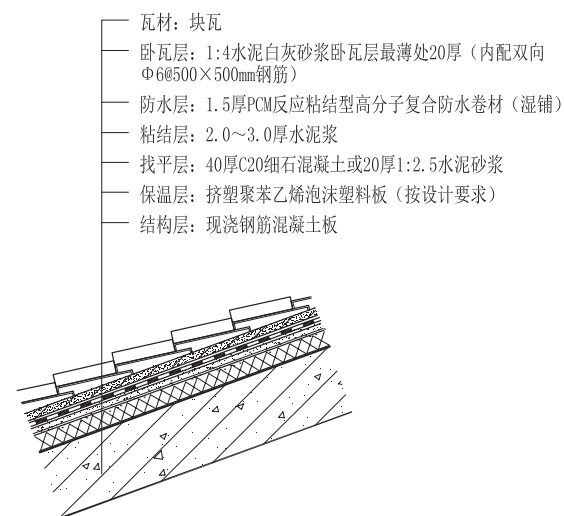 瓦材：块瓦
卧瓦层：1:4水泥白灰砂浆卧瓦层最薄处20厚（内配双向
Φ6@500×500mm钢筋）
防水层：1.5厚PCM反应粘结型高分子复合防水卷材（湿铺）
粘结层：2.0～3.0厚水泥浆
找平层：40厚C20细石混凝土或20厚1:2.5水泥砂浆
保温层：挤塑聚苯乙烯泡沫塑料板（按设计要求）
结构层：现浇钢筋混凝土板